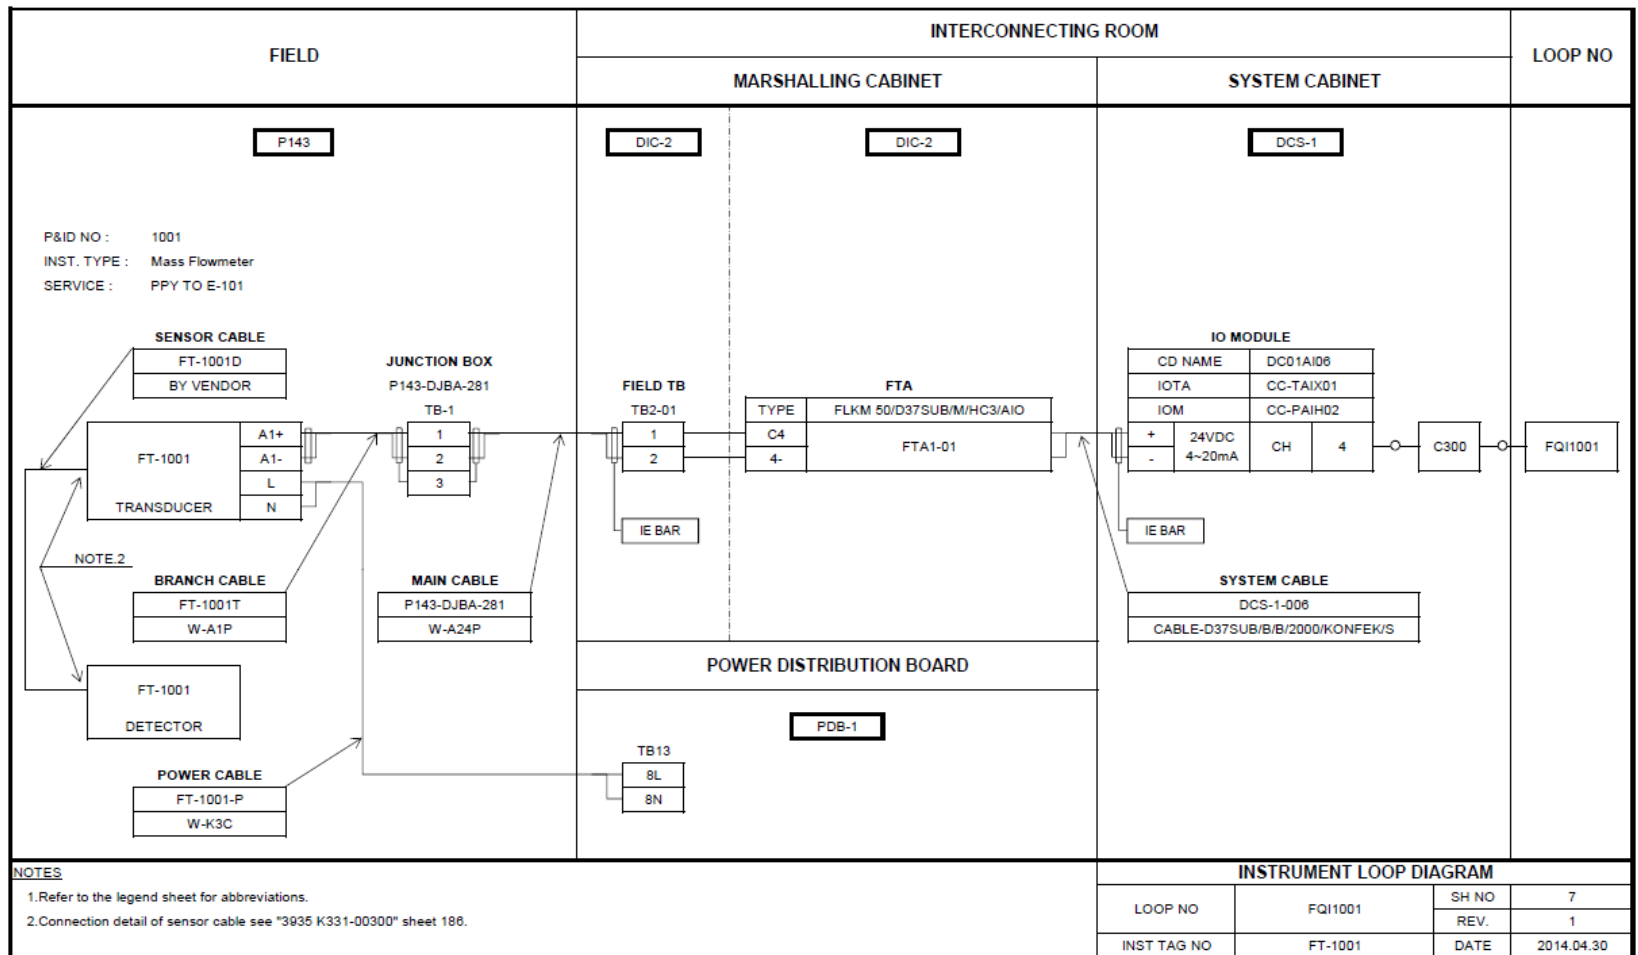 FIELD
INTERCONNECTING ROOM
LOOP NO
MARSHALLING CABINET
SYSTEM CABINET
P143
DIC-2
DIC-2
DCS-1
P&ID NO : 1001
INST. TYPE : Mass Flowmeter
SERVICE : PPY TO E-101
SENSOR CABLE
FT-1001D
BY VENDOR
JUNCTION BOX
P143-DJBA-281
TB-1
1
2
3
FT-1001
TRANSDUCER
A1+
A1-
L
N
NOTE.2
BRANCH CABLE
FT-1001T
W-A1P
MAIN CABLE
P143-DJBA-281
W-A24P
FT-1001
DETECTOR
POWER CABLE
FT-1001-P
W-K3C
FIELD TB
TB2-01
1
2
IE BAR
FTA
TYPE FLKM 50/D37SUB/M/HC3/AIO
C4
4-
FTA1-01
IO MODULE
CD NAME DC01AI06
IOTA CC-TAIX01
IOM CC-PAIH02
+
-
24VDC
4~20mA
CH 4
C300
FQI1001
IE BAR
SYSTEM CABLE
DCS-1-006
CABLE-D37SUB/B/B/2000/KONFEK/S
POWER DISTRIBUTION BOARD
PDB-1
TB13
8L
8N
NOTES
1.Refer to the legend sheet for abbreviations.
2.Connection detail of sensor cable see "3935 K331-00300" sheet 186.
INSTRUMENT LOOP DIAGRAM
LOOP NO FQI1001 SH NO 7
REV. 1
INST TAG NO FT-1001 DATE 2014.04.30